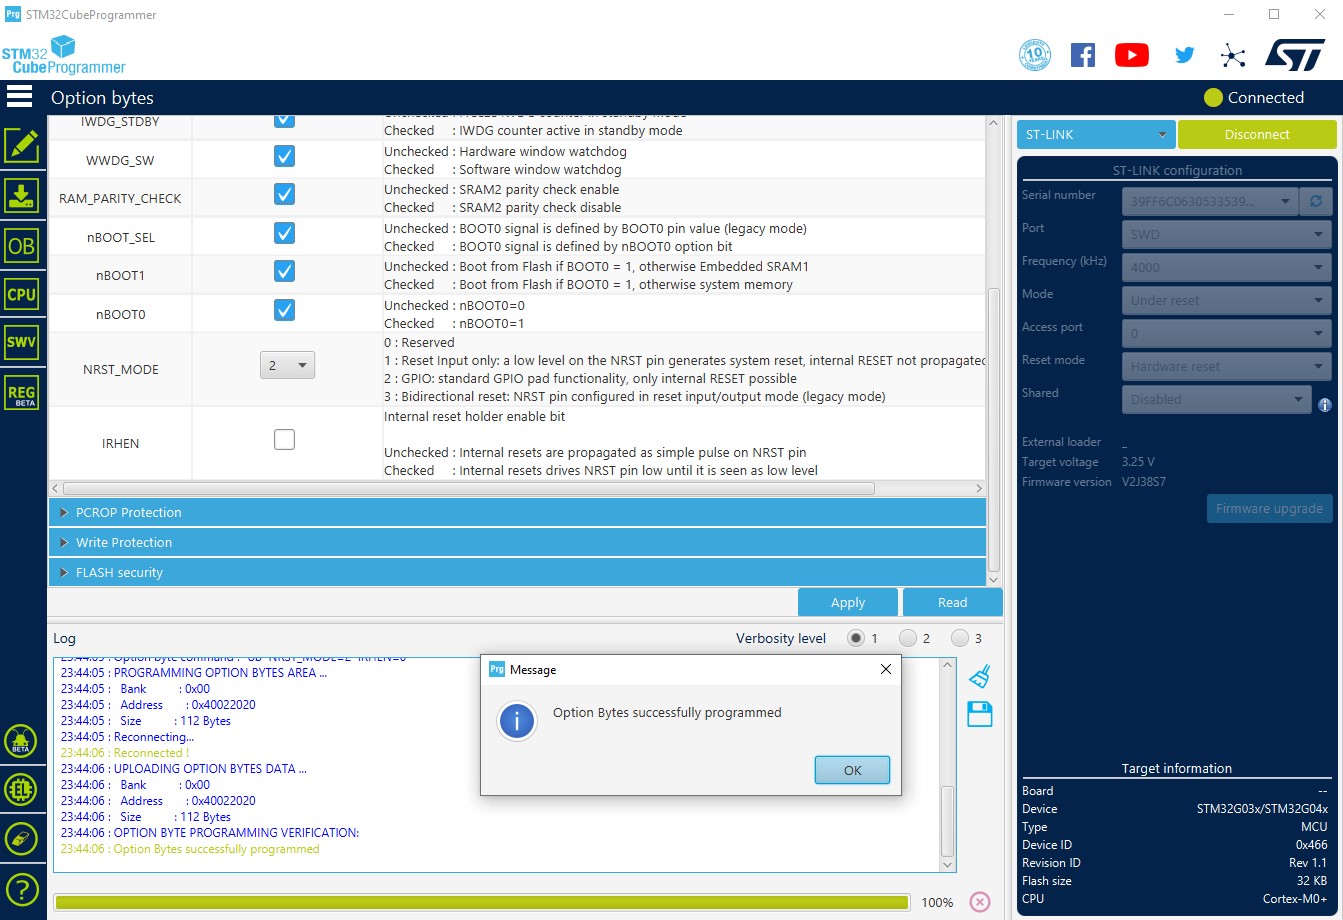 Prg STM32CubeProgrammer
STM32
CubeProgrammer
10
YEARS
ST
Option bytes
Connected
IWDG_STDBY
Checked : IWDG counter active in standby mode
WWDG_SW
Unchecked : Hardware window watchdog
Checked : Software window watchdog
RAM_PARITY_CHECK
Unchecked : SRAM2 parity check enable
Checked : SRAM2 parity check disable
nBOOT_SEL
Unchecked : BOOT0 signal is defined by BOOT0 pin value (legacy mode)
Checked : BOOT0 signal is defined by nBOOT0 option bit
nBOOT1
Unchecked : Boot from Flash if BOOT0 = 1, otherwise Embedded SRAM1
Checked : Boot from Flash if BOOT0 = 1, otherwise system memory
nBOOT0
Unchecked : nBOOT0=0
Checked : nBOOT0=1
NRST_MODE
2
0 : Reserved
1 : Reset Input only: a low level on the NRST pin generates system reset, internal RESET not propagated
2 : GPIO: standard GPIO pad functionality, only internal RESET possible
3 : Bidirectional reset: NRST pin configured in reset input/output mode (legacy mode)
IRHEN
Internal reset holder enable bit
Unchecked : Internal resets are propagated as simple pulse on NRST pin
Checked : Internal resets drives NRST pin low until it is seen as low level
PCROP Protection
Write Protection
FLASH security
Apply
Read
OB
CPU
SWV
REG
BETA
BETA
EL
?
Log
Verbosity level 1 2 3
23:44:05 : Option byte command : -OB NRST_MODE=2 IRHEN=0
23:44:05 : PROGRAMMING OPTION BYTES AREA ...
23:44:05 : Bank : 0x00
23:44:05 : Address : 0x40022020
23:44:05 : Size : 112 Bytes
23:44:05 : Reconnecting...
23:44:06 : Reconnected !
23:44:06 : UPLOADING OPTION BYTES DATA ...
23:44:06 : Bank : 0x00
23:44:06 : Address : 0x40022020
23:44:06 : Size : 112 Bytes
23:44:06 : OPTION BYTE PROGRAMMING VERIFICATION:
23:44:06 : Option Bytes successfully programmed
100%
Prg Message
Option Bytes successfully programmed
OK
ST-LINK
Disconnect
ST-LINK configuration
Serial number 39FF6C0630533539...
Port SWD
Frequency (kHz) 4000
Mode Under reset
Access port 0
Reset mode Hardware reset
Shared Disabled
External loader _
Target voltage 3.25 V
Firmware version V2J38S7
Firmware upgrade
Target information
Board --
Device STM32G03x/STM32G04x
Type MCU
Device ID 0x466
Revision ID Rev 1.1
Flash size 32 KB
CPU Cortex-M0+